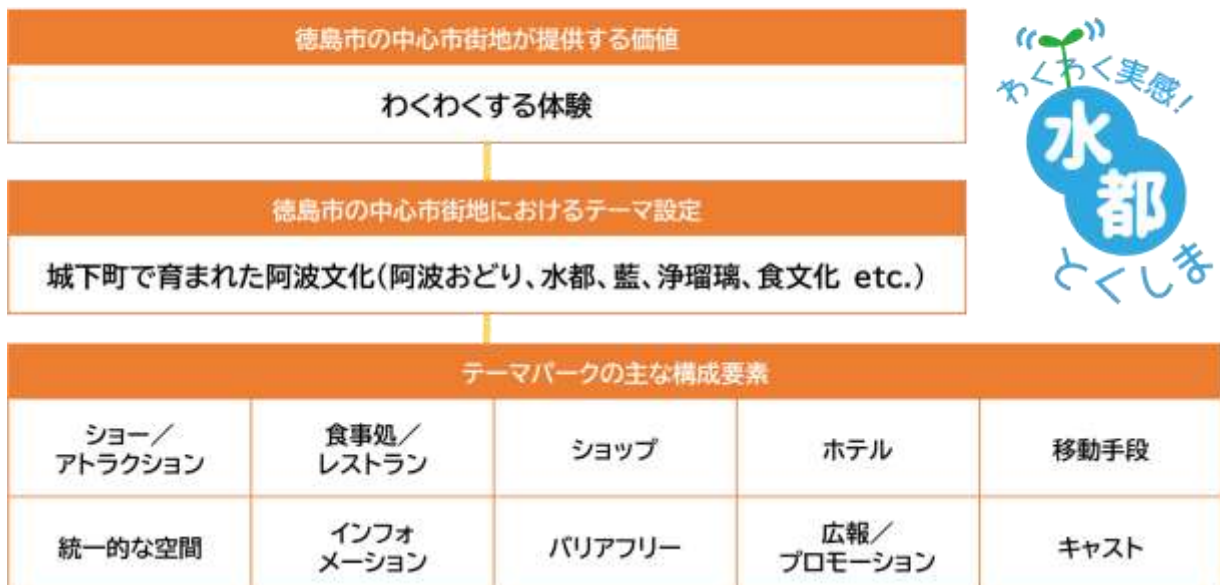 徳島市の中心市街地が提供する価値
わくわくする体験
わくわく実感!
水都
とくしま
徳島市の中心市街地におけるテーマ設定
城下町で育まれた阿波文化(阿波おどり、水都、藍、浄瑠璃、食文化 etc.)
テーマパークの主な構成要素
ショー/
アトラクション
食事処/
レストラン
ショップ
ホテル
移動手段
統一的な空間
インフォ
メーション
バリアフリー
広報/
プロモーション
キャスト